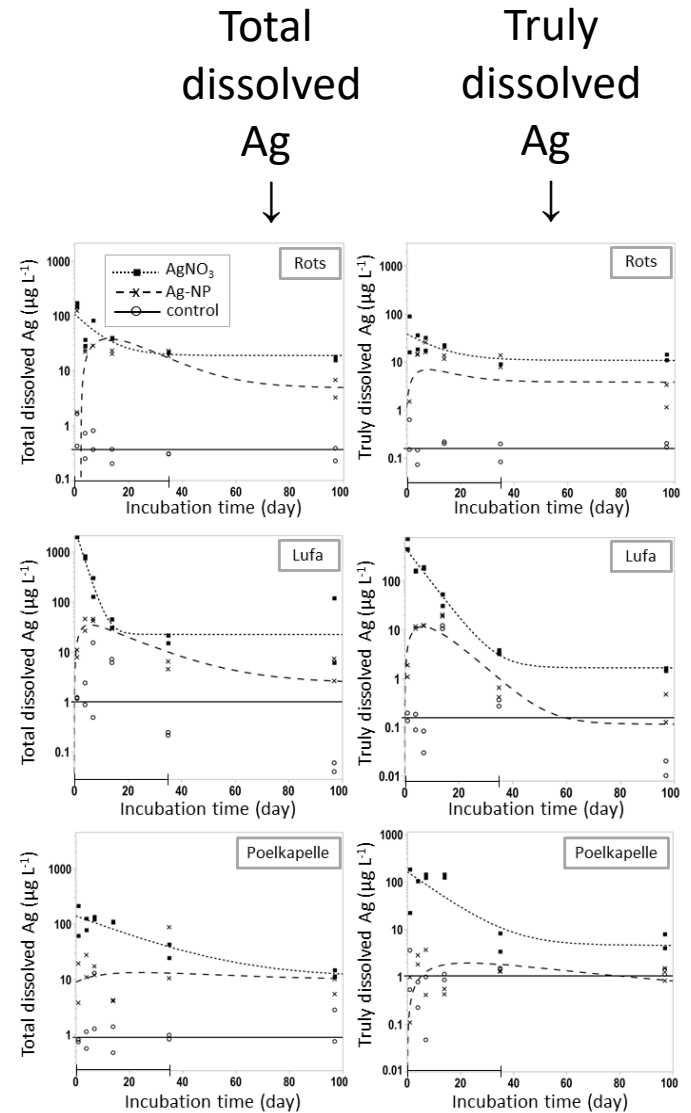 Total
dissolved
Ag
↓
Truly
dissolved
Ag
↓
Total dissolved Ag (µg L⁻¹)
1000
100
10
1
0.1
AgNO₃
Ag-NP
control
Rots
0 20 40 60 80 100
Incubation time (day)
Truly dissolved Ag (µg L⁻¹)
1000
100
10
1
0.1
Rots
0 20 40 60 80 100
Incubation time (day)
Total dissolved Ag (µg L⁻¹)
1000
100
10
1
0.1
Lufa
0 20 40 60 80 100
Incubation time (day)
Truly dissolved Ag (µg L⁻¹)
100
10
1
0.1
0.01
Lufa
0 20 40 60 80 100
Incubation time (day)
Total dissolved Ag (µg L⁻¹)
1000
100
10
1
Poelkapelle
0 20 40 60 80 100
Incubation time (day)
Truly dissolved Ag (µg L⁻¹)
1000
100
10
1
0.1
0.01
Poelkapelle
0 20 40 60 80 100
Incubation time (day)